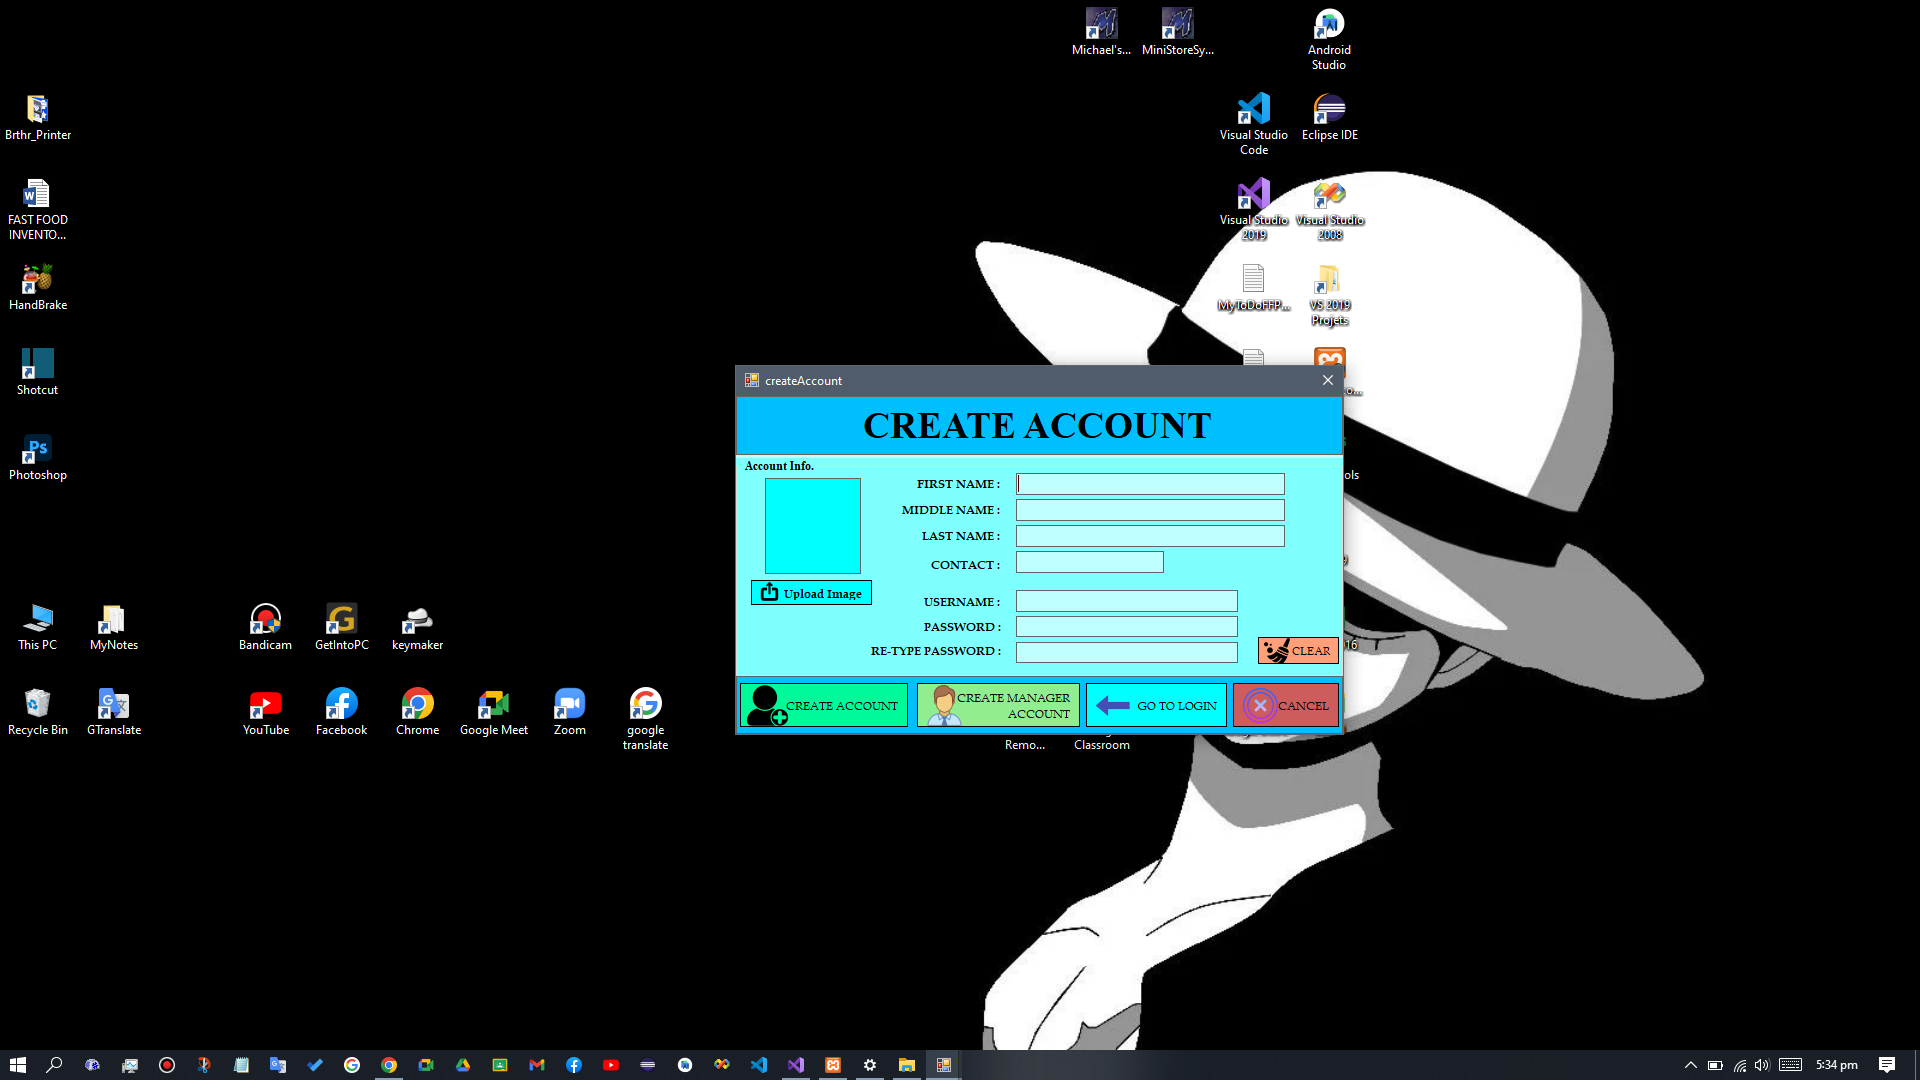 Michael's...
MiniStoreSy...
Android
Studio
Brthr_Printer
Visual Studio
Code
Eclipse IDE
FAST FOOD
INVENTO...
Visual Studio
2019
Visual Studio
2008
HandBrake
MyToDoFFP...
VS 2019
Projets
Shotcut
createAccount
CREATE ACCOUNT
Account Info.
Photoshop
FIRST NAME :
MIDDLE NAME :
LAST NAME :
CONTACT :
Upload Image
USERNAME :
PASSWORD :
RE-TYPE PASSWORD :
CLEAR
This PC
MyNotes
Bandicam
GetIntoPC
keymaker
CREATE ACCOUNT
CREATE MANAGER
ACCOUNT
GO TO LOGIN
CANCEL
Recycle Bin
GTranslate
YouTube
Facebook
Chrome
Google Meet
Zoom
google
translate
Remo...
Classroom
5:34 pm